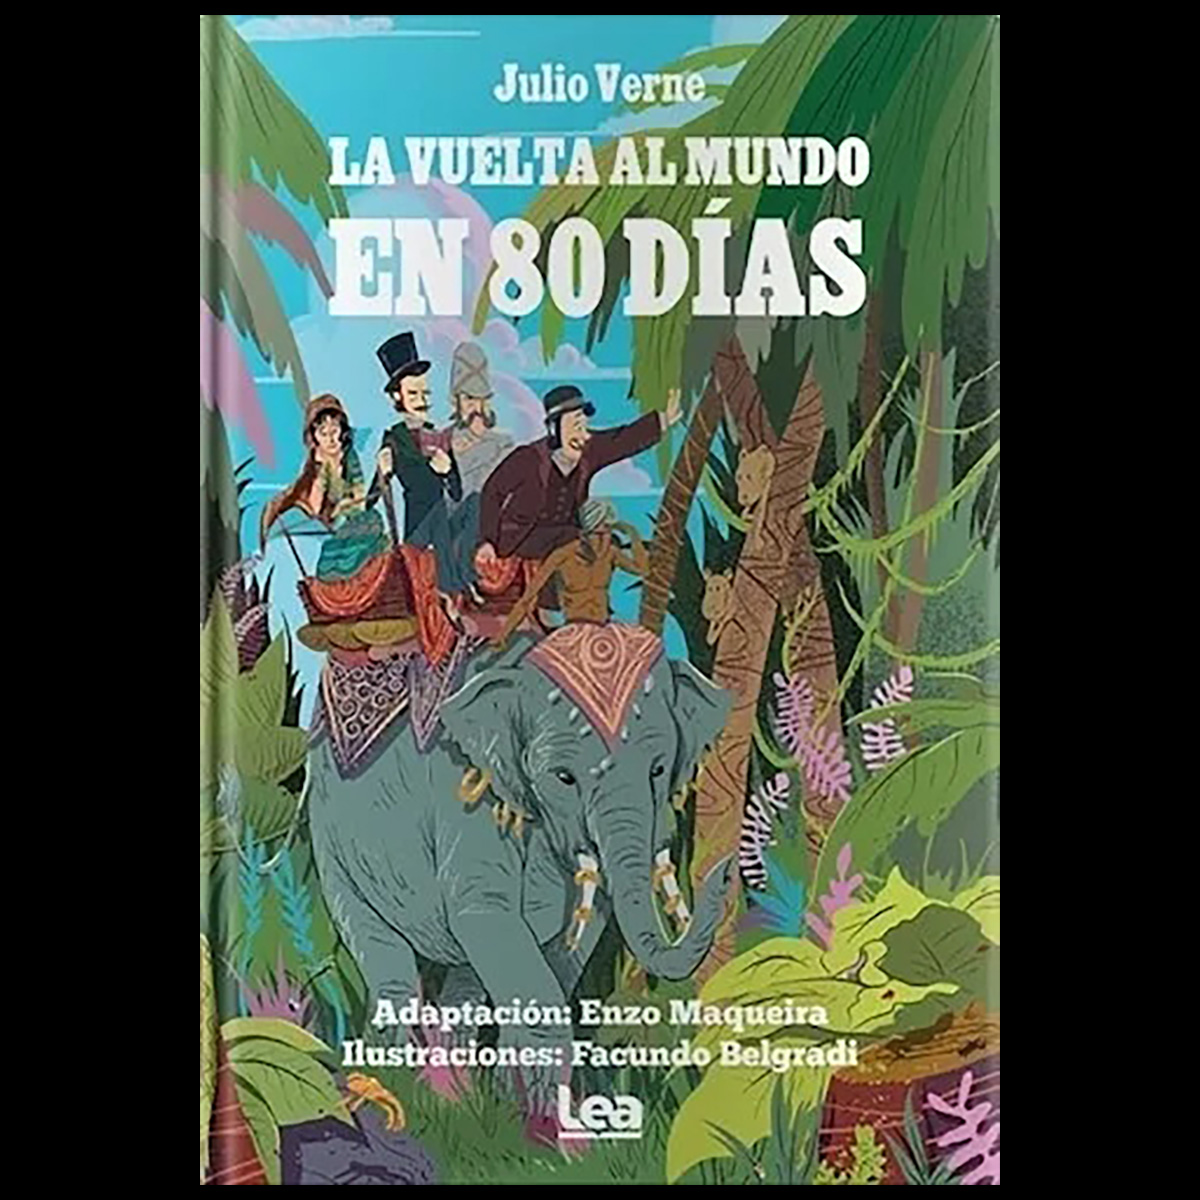 Julio Verne
LA VUELTA AL MUNDO
EN 80 DÍAS
Adaptación: Enzo Maqueira
Ilustraciones: Facundo Belgradi
Lea